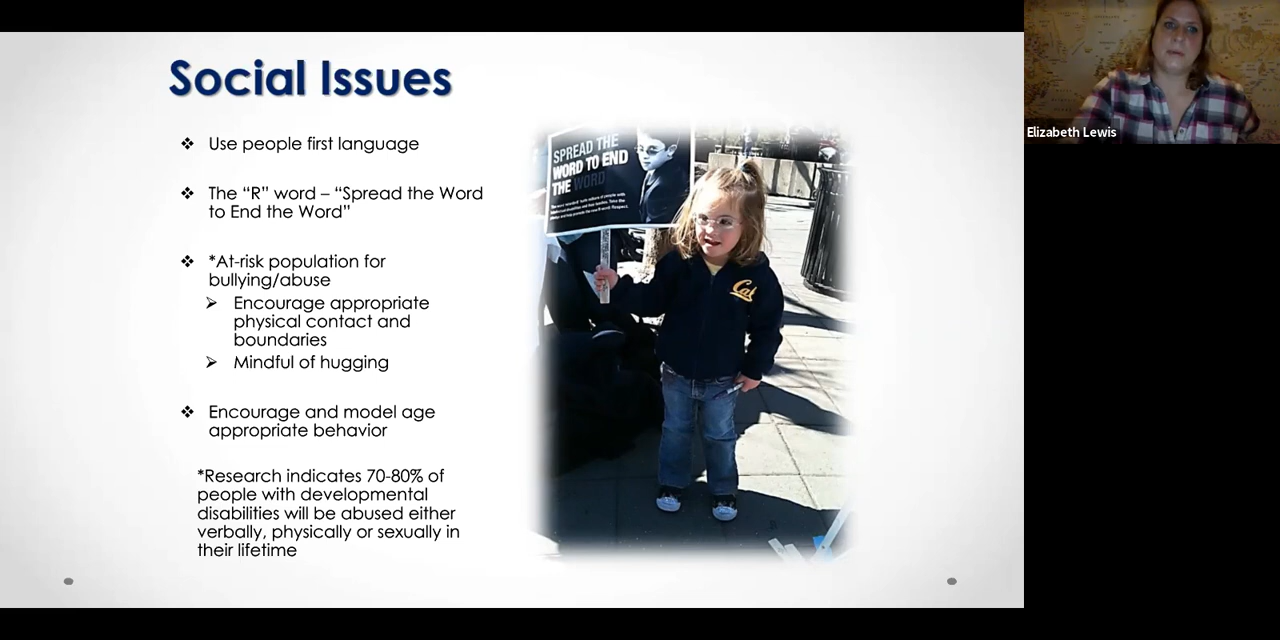 Social Issues
❖ Use people first language
❖ The “R” word – “Spread the Word
to End the Word”
❖ *At-risk population for
bullying/abuse
➢ Encourage appropriate
physical contact and
boundaries
➢ Mindful of hugging
❖ Encourage and model age
appropriate behavior
*Research indicates 70-80% of
people with developmental
disabilities will be abused either
verbally, physically or sexually in
their lifetime
SPREAD THE
WORD TO END
THE WORD
Cal
Elizabeth Lewis